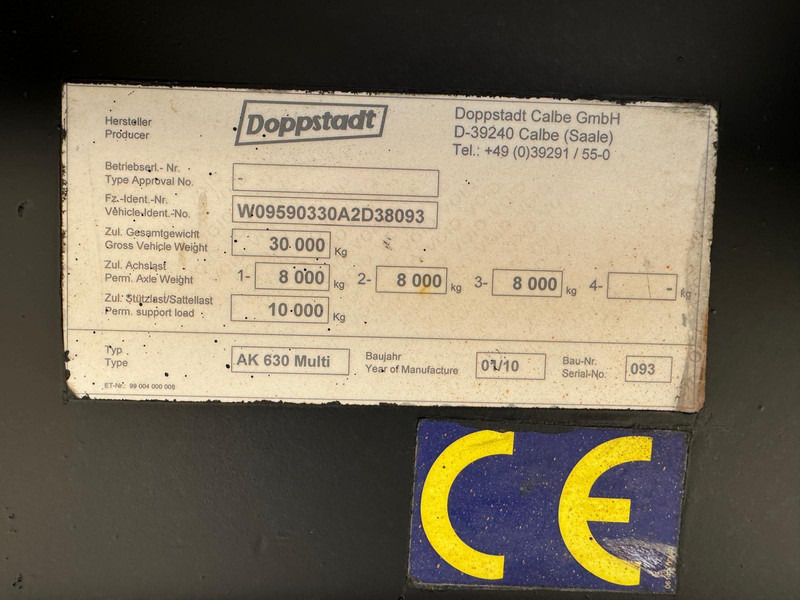 Hersteller
Producer
Doppstadt
Doppstadt Calbe GmbH
D-39240 Calbe (Saale)
Tel.: +49 (0)39291 / 55-0
Betriebserl.- Nr.
Type Approval No.
-
Fz.-Ident.-Nr.
Vehicle.Ident.-No.
W09590330A2D38093
Zul. Gesamtgewicht
Gross Vehicle Weight
30 000 Kg
Zul. Achslast
Perm. Axle Weight
1- 8 000 kg 2- 8 000 kg 3- 8 000 kg 4- - kg
Zul. Stützlast/Sattellast
Perm. support load
10 000 Kg
Typ
Type
AK 630 Multi
Baujahr
Year of Manufacture
01/10
Bau-Nr.
Serial-No.
093
ET-Nr.: 99 004 000 006
CE